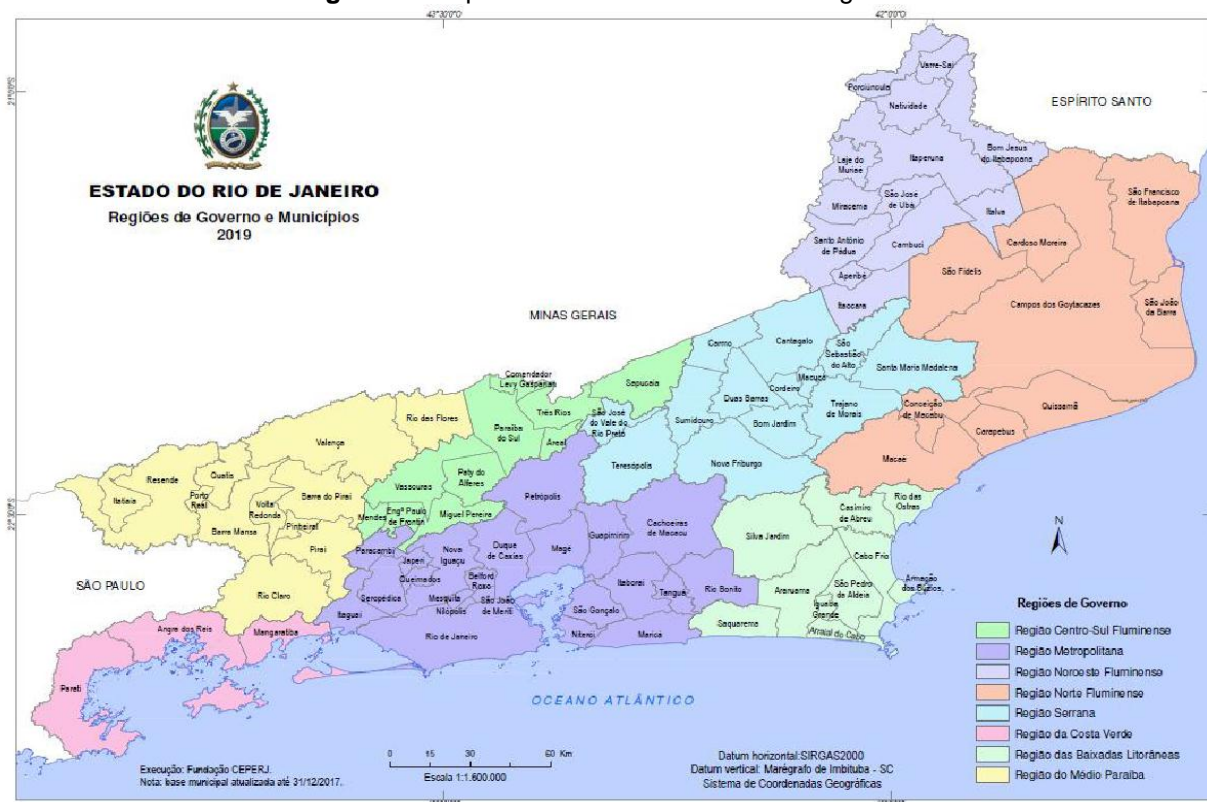 42°30'0"O
42°0'0"O
ESPÍRITO SANTO
ESTADO DO RIO DE JANEIRO
Regiões de Governo e Municípios
2019
MINAS GERAIS
SÃO PAULO
OCEANO ATLÂNTICO
Varre-Sai
Porciúncula
Natividade
Bom Jesus
do Itabapoana
Itaperuna
Laje do
Muriaé
São José
de Ubá
Miracema
Italva
Santo Antônio
de Pádua
Cambuci
Aperibé
Itaocara
São Francisco
de Itabapoana
Cardoso Moreira
São Fidélis
Campos dos Goytacazes
São João
da Barra
Quissamã
Conceição
de Macabu
Carapebus
Macaé
Carmo
Cantagalo
São
Sebastião
do Alto
Santa Maria Madalena
Macuco
Cordeiro
Duas Barras
Trajano
de Morais
Sumidouro
Bom Jardim
São José
do Vale do
Rio Preto
Teresópolis
Nova Friburgo
Comendador
Levy Gasparian
Sapucaia
Três Rios
Paraíba
do Sul
Areal
Paty do
Alferes
Vassouras
Mendes
Engº Paulo
de Frontin
Miguel Pereira
Rio das Flores
Valença
Resende
Quatis
Itatiaia
Porto
Real
Volta
Redonda
Barra do Piraí
Barra Mansa
Pinheiral
Piraí
Rio Claro
Petrópolis
Cachoeiras
de Macacu
Guapimirim
Magé
Duque
de Caxias
Nova
Iguaçu
Paracambi
Japeri
Queimados
Belford
Roxo
Seropédica
Mesquita
Nilópolis
São João
de Meriti
Itaguaí
Rio de Janeiro
Itaboraí
Tanguá
Rio Bonito
São Gonçalo
Niterói
Maricá
Casimiro
de Abreu
Rio das
Ostras
Silva Jardim
Cabo Frio
Armação
dos Búzios
São Pedro
da Aldeia
Araruama
Iguaba
Grande
Saquarema
Arraial do Cabo
Angra dos Reis
Mangaratiba
Parati
N
Regiões de Governo
Região Centro-Sul Fluminense
Região Metropolitana
Região Noroeste Fluminense
Região Norte Fluminense
Região Serrana
Região da Costa Verde
Região das Baixadas Litorâneas
Região do Médio Paraíba
0 15 30 60 Km
Escala 1:1.600.000
Execução: Fundação CEPERJ.
Nota: base municipal atualizada até 31/12/2017.
Datum horizontal:SIRGAS2000
Datum vertical: Marégrafo de Imbituba - SC
Sistema de Coordenadas Geográficas